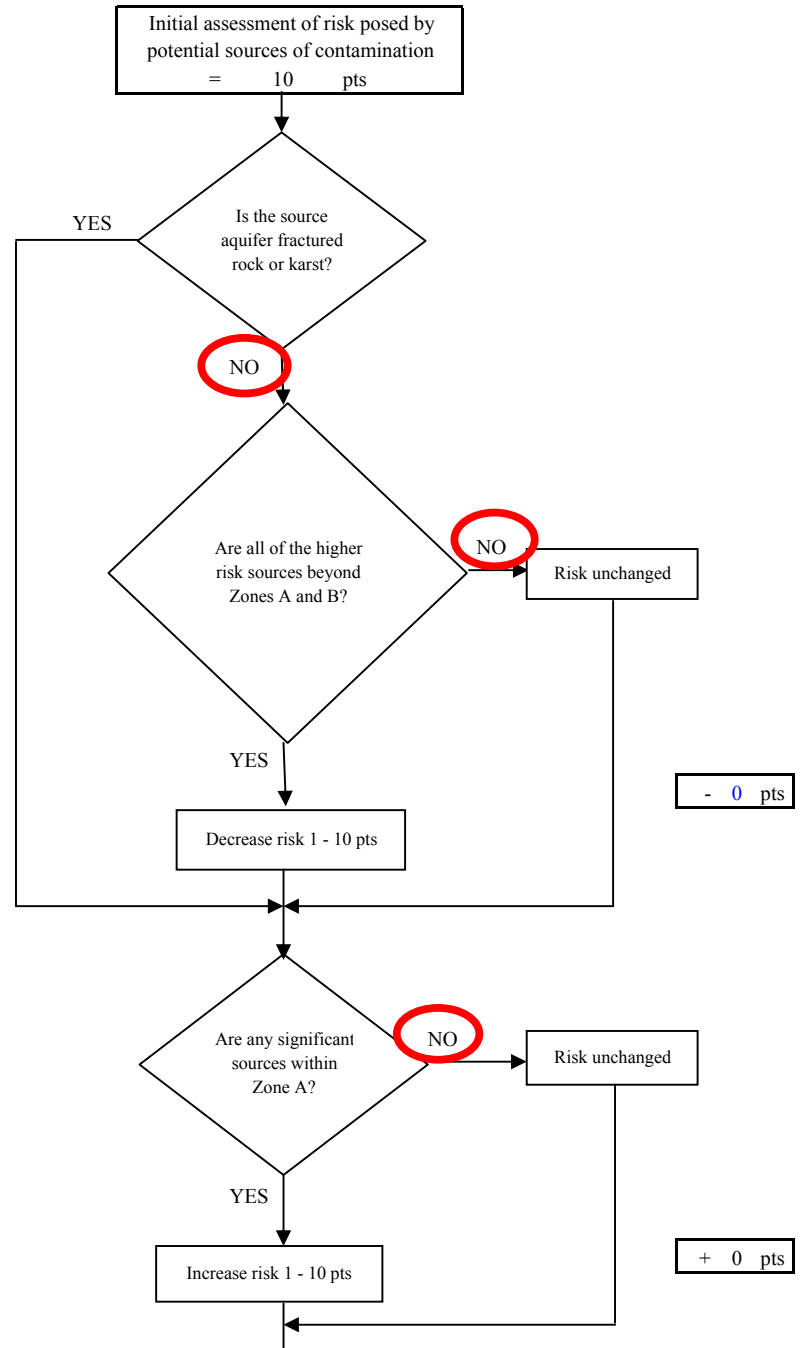 Initial assessment of risk posed by
potential sources of contamination
= 10 pts
YES
Is the source
aquifer fractured
rock or karst?
NO
Are all of the higher
risk sources beyond
Zones A and B?
NO
Risk unchanged
YES
- 0 pts
Decrease risk 1 - 10 pts
Are any significant
sources within
Zone A?
NO
Risk unchanged
YES
+ 0 pts
Increase risk 1 - 10 pts